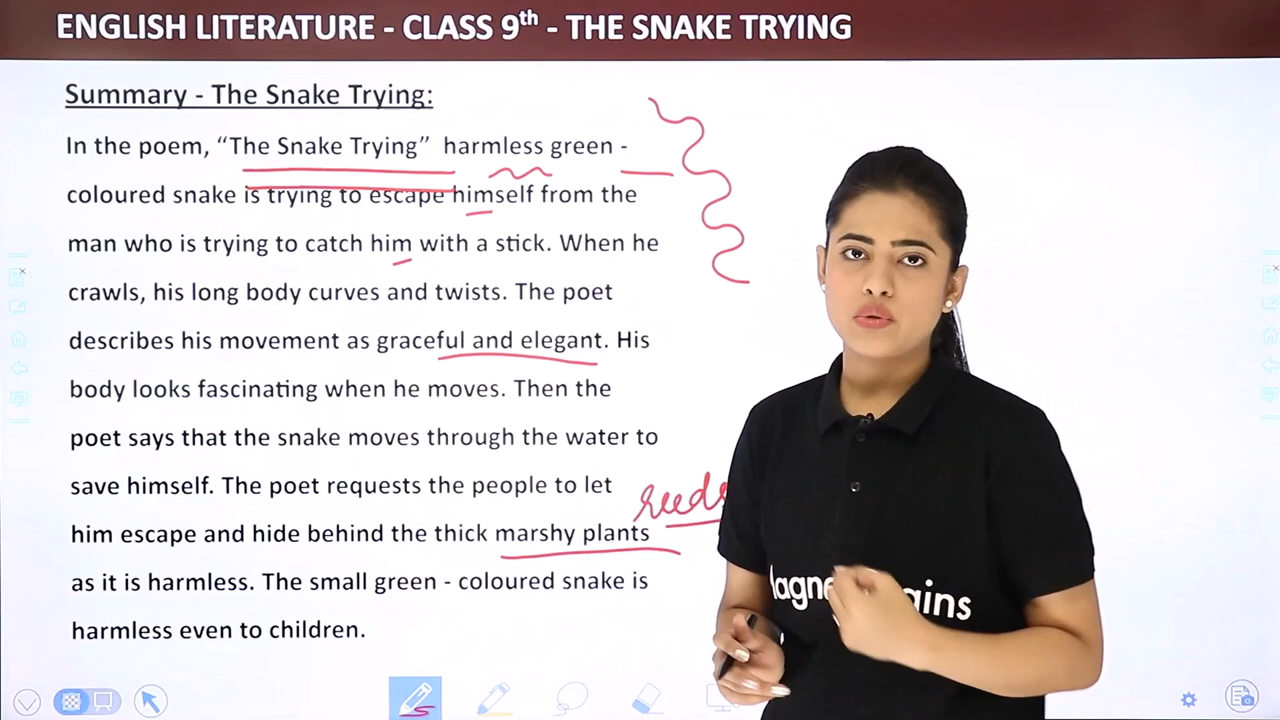 ENGLISH LITERATURE - CLASS 9th - THE SNAKE TRYING
Summary - The Snake Trying:
In the poem, “The Snake Trying” harmless green -
coloured snake is trying to escape himself from the
man who is trying to catch him with a stick. When he
crawls, his long body curves and twists. The poet
describes his movement as graceful and elegant. His
body looks fascinating when he moves. Then the
poet says that the snake moves through the water to
save himself. The poet requests the people to let
reeds
him escape and hide behind the thick marshy plants
as it is harmless. The small green - coloured snake is
harmless even to children.